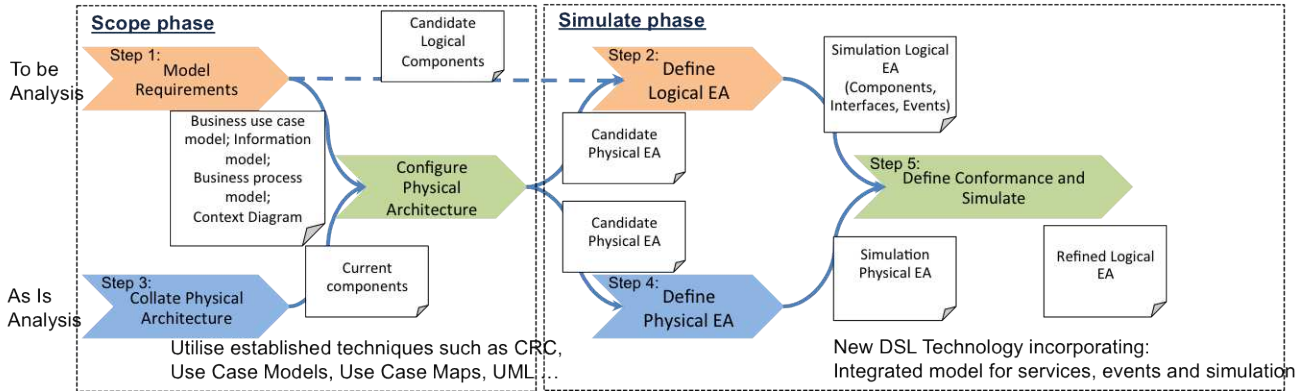 Scope phase
Simulate phase
To be
Analysis
Step 1:
Model
Requirements
Candidate
Logical
Components
Step 2:
Define
Logical EA
Simulation Logical
EA
(Components,
Interfaces, Events)
Business use case
model; Information
model;
Business process
model;
Context Diagram
Configure
Physical
Architecture
Candidate
Physical EA
Candidate
Physical EA
Step 5:
Define Conformance and
Simulate
As Is
Analysis
Step 3:
Collate Physical
Architecture
Current
components
Step 4:
Define
Physical EA
Simulation
Physical EA
Refined Logical
EA
Utilise established techniques such as CRC,
Use Case Models, Use Case Maps, UML ...
New DSL Technology incorporating:
Integrated model for services, events and simulation